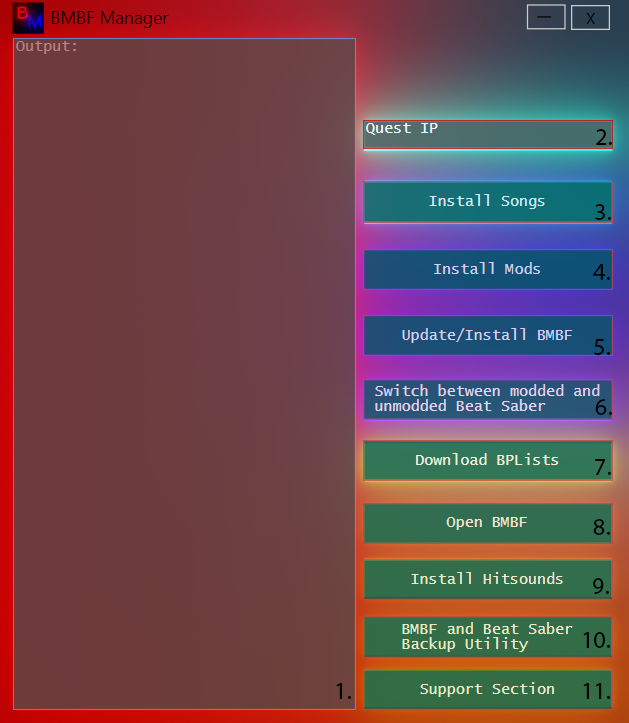 BM BMBF Manager — X
Output:
Quest IP
2.
Install Songs
3.
Install Mods
4.
Update/Install BMBF
5.
Switch between modded and
unmodded Beat Saber
6.
Download BPLists
7.
Open BMBF
8.
Install Hitsounds
9.
BMBF and Beat Saber
Backup Utility
10.
Support Section
11.
1.